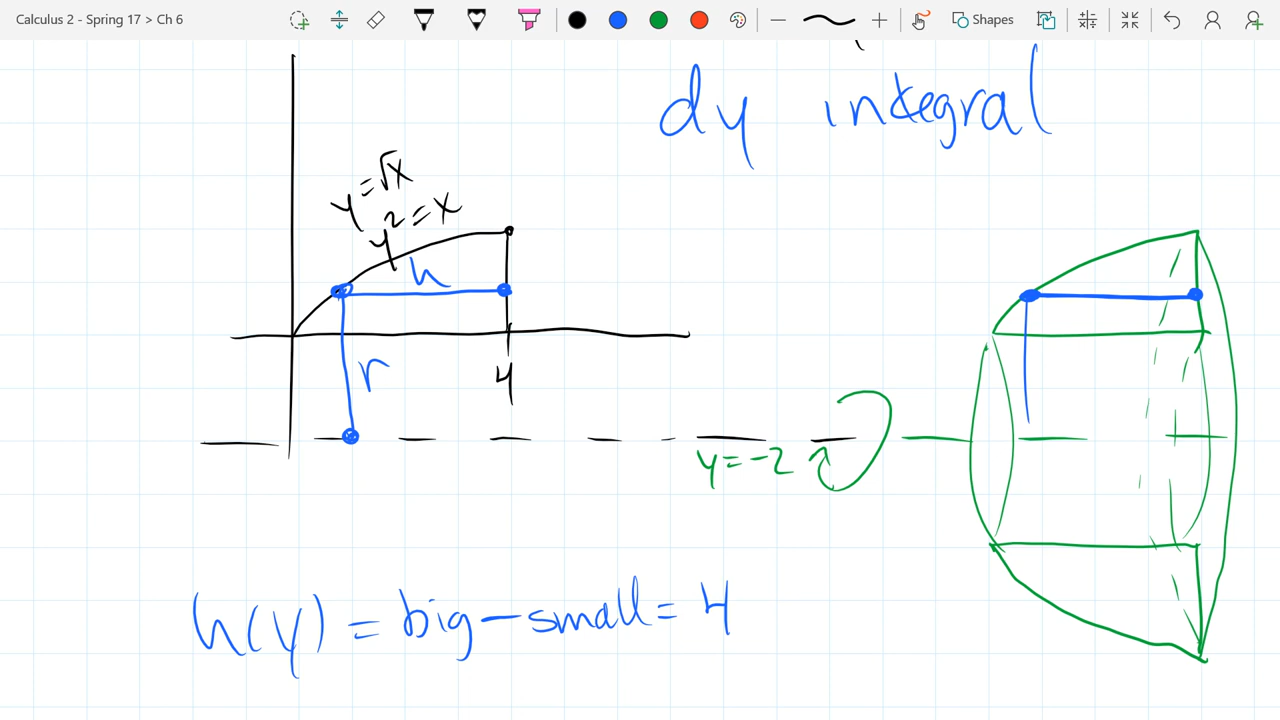 Calculus 2 - Spring 17 > Ch 6
Shapes
dy integral
y = √x
y² = x
h
r
4
y = -2
h(y) = big - small = 4